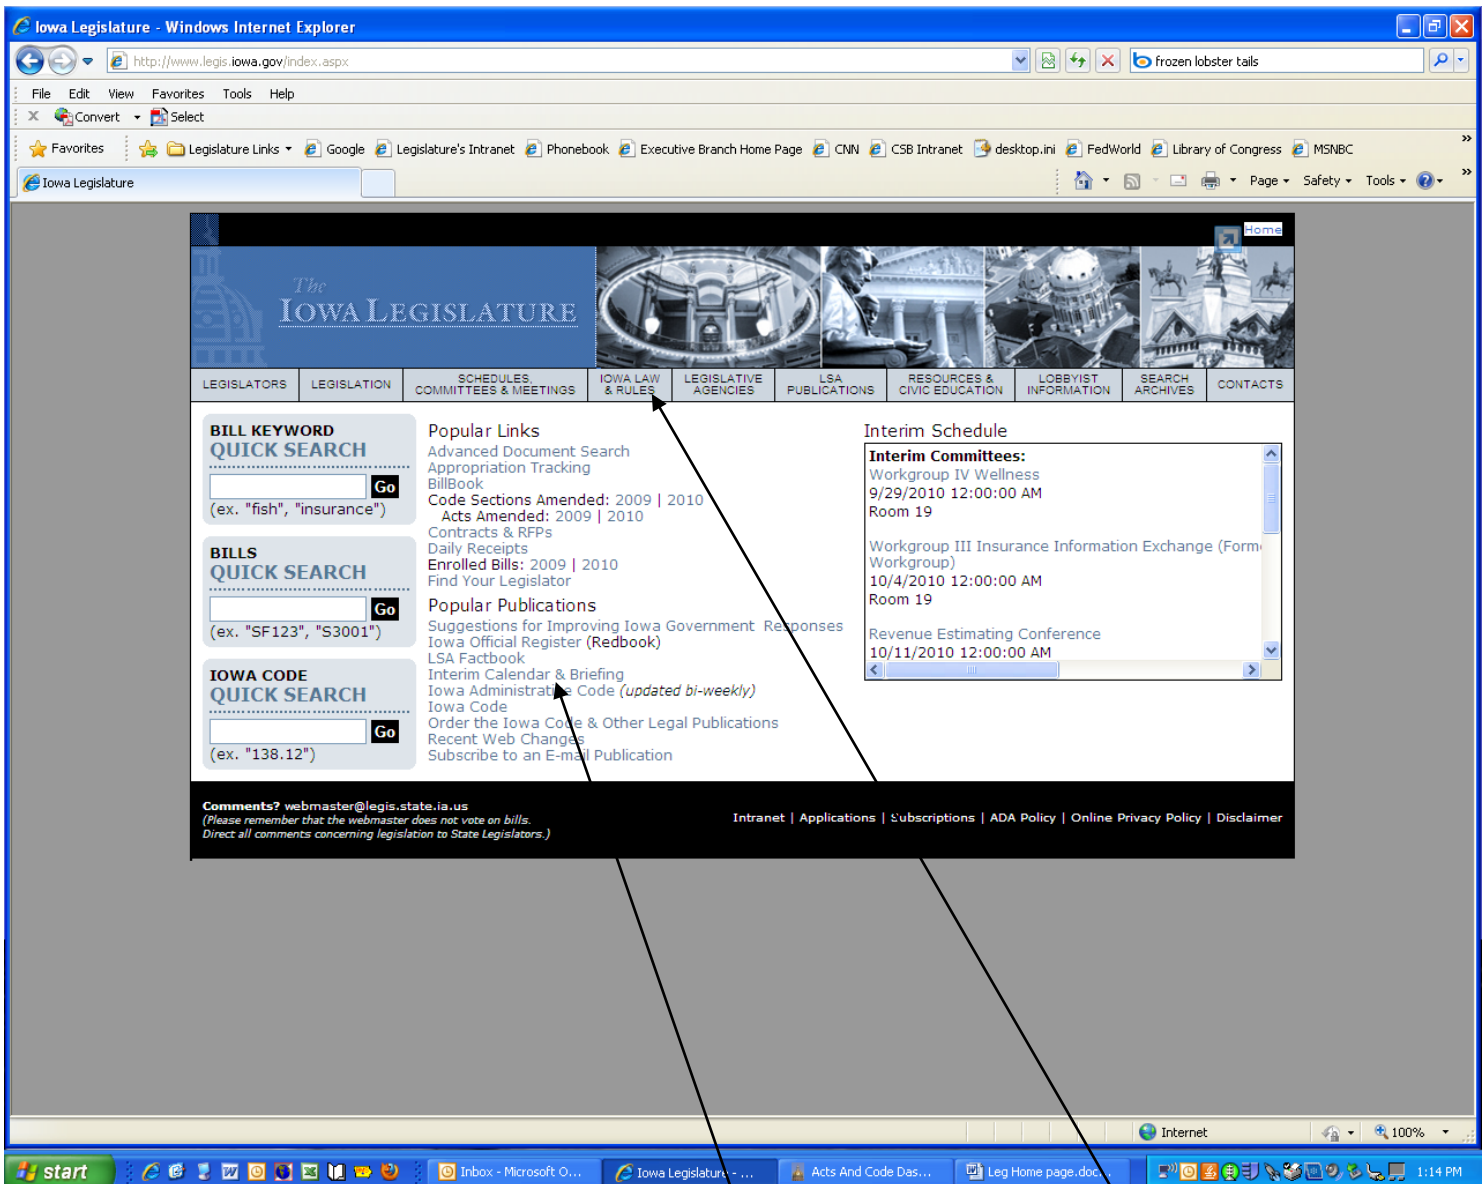 Iowa Legislature - Windows Internet Explorer
http://www.legis.iowa.gov/index.aspx
frozen lobster tails
File Edit View Favorites Tools Help
X Convert Select
Favorites Legislature Links Google Legislature's Intranet Phonebook Executive Branch Home Page CNN CSB Intranet desktop.ini FedWorld Library of Congress MSNBC »
Iowa Legislature
Page Safety Tools »
Home
The
IOWA LEGISLATURE
LEGISLATORS
LEGISLATION
SCHEDULES,
COMMITTEES & MEETINGS
IOWA LAW
& RULES
LEGISLATIVE
AGENCIES
LSA
PUBLICATIONS
RESOURCES &
CIVIC EDUCATION
LOBBYIST
INFORMATION
SEARCH
ARCHIVES
CONTACTS
BILL KEYWORD
QUICK SEARCH
Go
(ex. "fish", "insurance")
BILLS
QUICK SEARCH
Go
(ex. "SF123", "S3001")
IOWA CODE
QUICK SEARCH
Go
(ex. "138.12")
Popular Links
Advanced Document Search
Appropriation Tracking
BillBook
Code Sections Amended: 2009 | 2010
Acts Amended: 2009 | 2010
Contracts & RFPs
Daily Receipts
Enrolled Bills: 2009 | 2010
Find Your Legislator
Popular Publications
Suggestions for Improving Iowa Government Responses
Iowa Official Register (Redbook)
LSA Factbook
Interim Calendar & Briefing
Iowa Administrative Code (updated bi-weekly)
Iowa Code
Order the Iowa Code & Other Legal Publications
Recent Web Changes
Subscribe to an E-mail Publication
Interim Schedule
Interim Committees:
Workgroup IV Wellness
9/29/2010 12:00:00 AM
Room 19
Workgroup III Insurance Information Exchange (Form
Workgroup)
10/4/2010 12:00:00 AM
Room 19
Revenue Estimating Conference
10/11/2010 12:00:00 AM
Comments? webmaster@legis.state.ia.us
(Please remember that the webmaster does not vote on bills.
Direct all comments concerning legislation to State Legislators.)
Intranet | Applications | Subscriptions | ADA Policy | Online Privacy Policy | Disclaimer
Internet
100%
start
Inbox - Microsoft O...
Iowa Legislature - ...
Acts And Code Das...
Leg Home page.doc...
1:14 PM